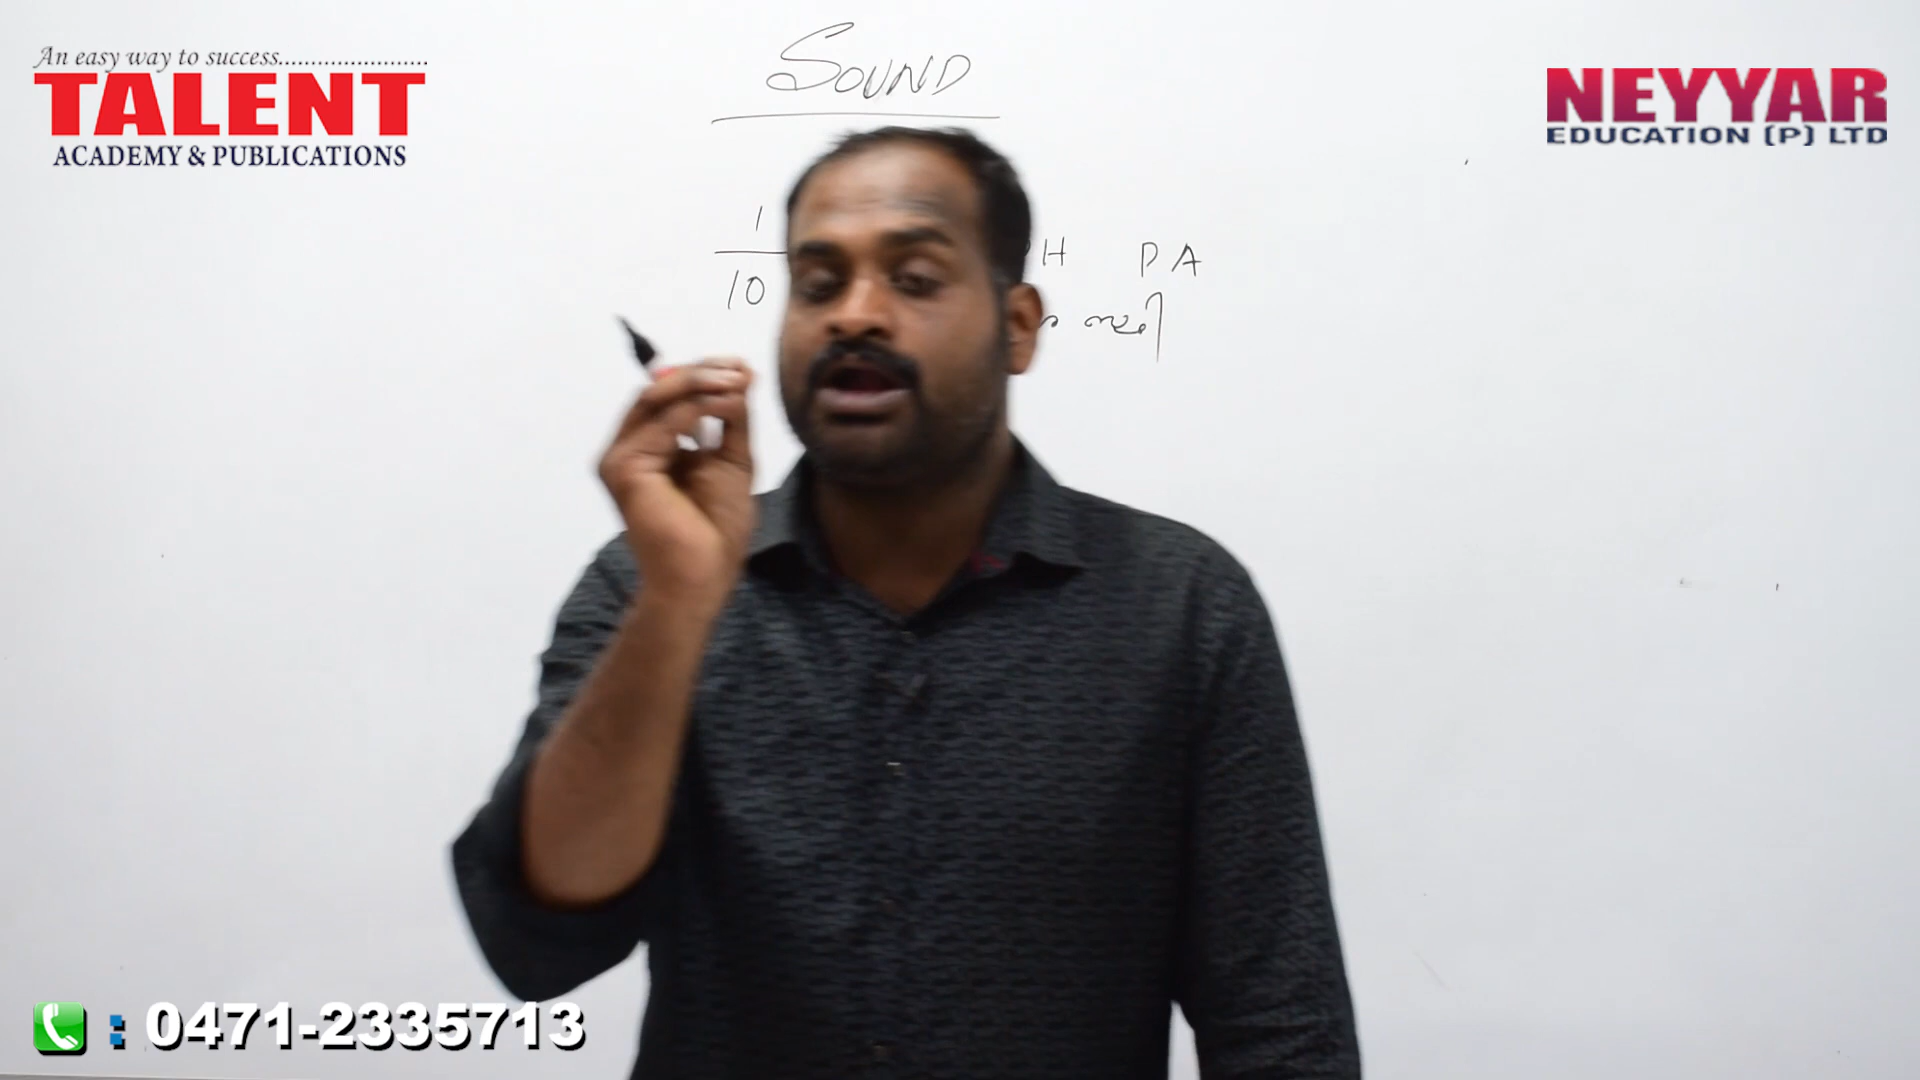 An easy way to success........................
TALENT
ACADEMY & PUBLICATIONS
NEYYAR
EDUCATION (P) LTD
SOUND
1
10
H PA
: 0471-2335713